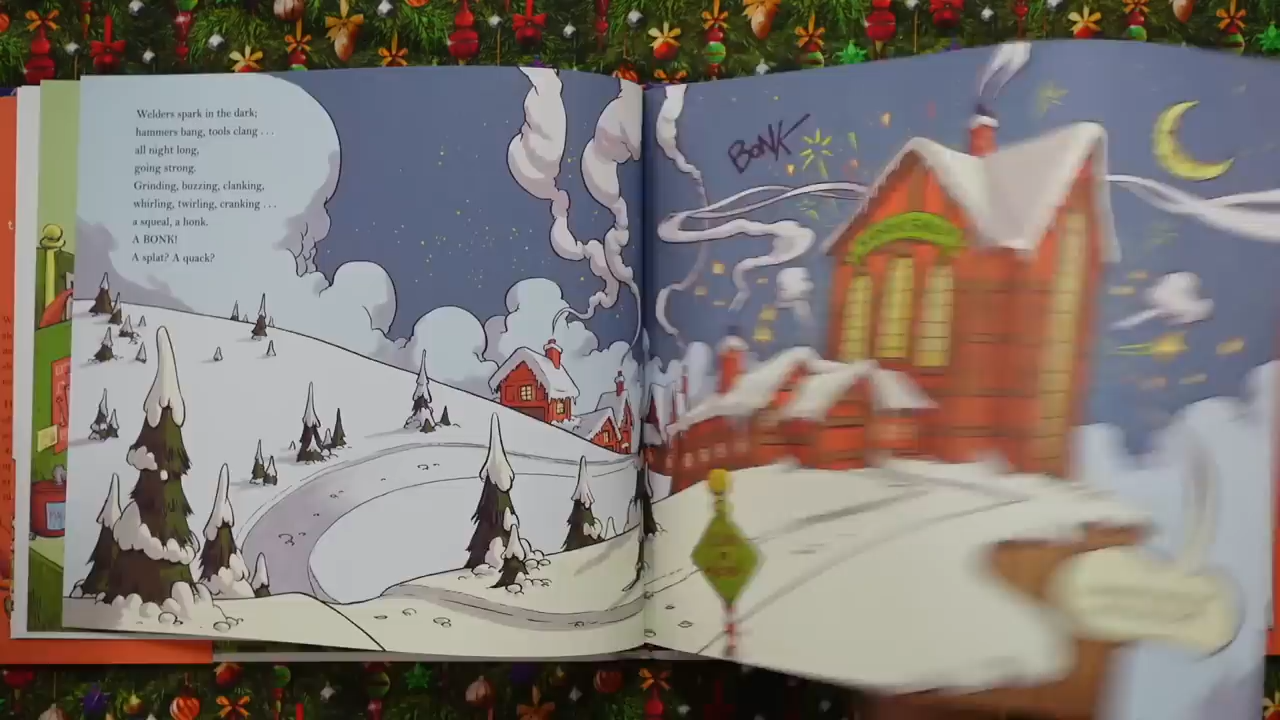 Welders spark in the dark;
hammers bang, tools clang . . .
all night long,
going strong.
Grinding, buzzing, clanking,
whirling, twirling, cranking . . .
a squeal, a honk.
A BONK!
A splat? A quack?
BONK